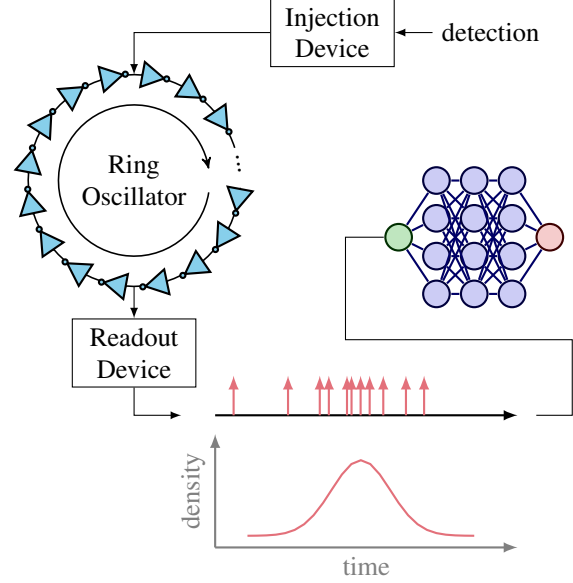 Injection
Device
detection
Ring
Oscillator
...
Readout
Device
density
time